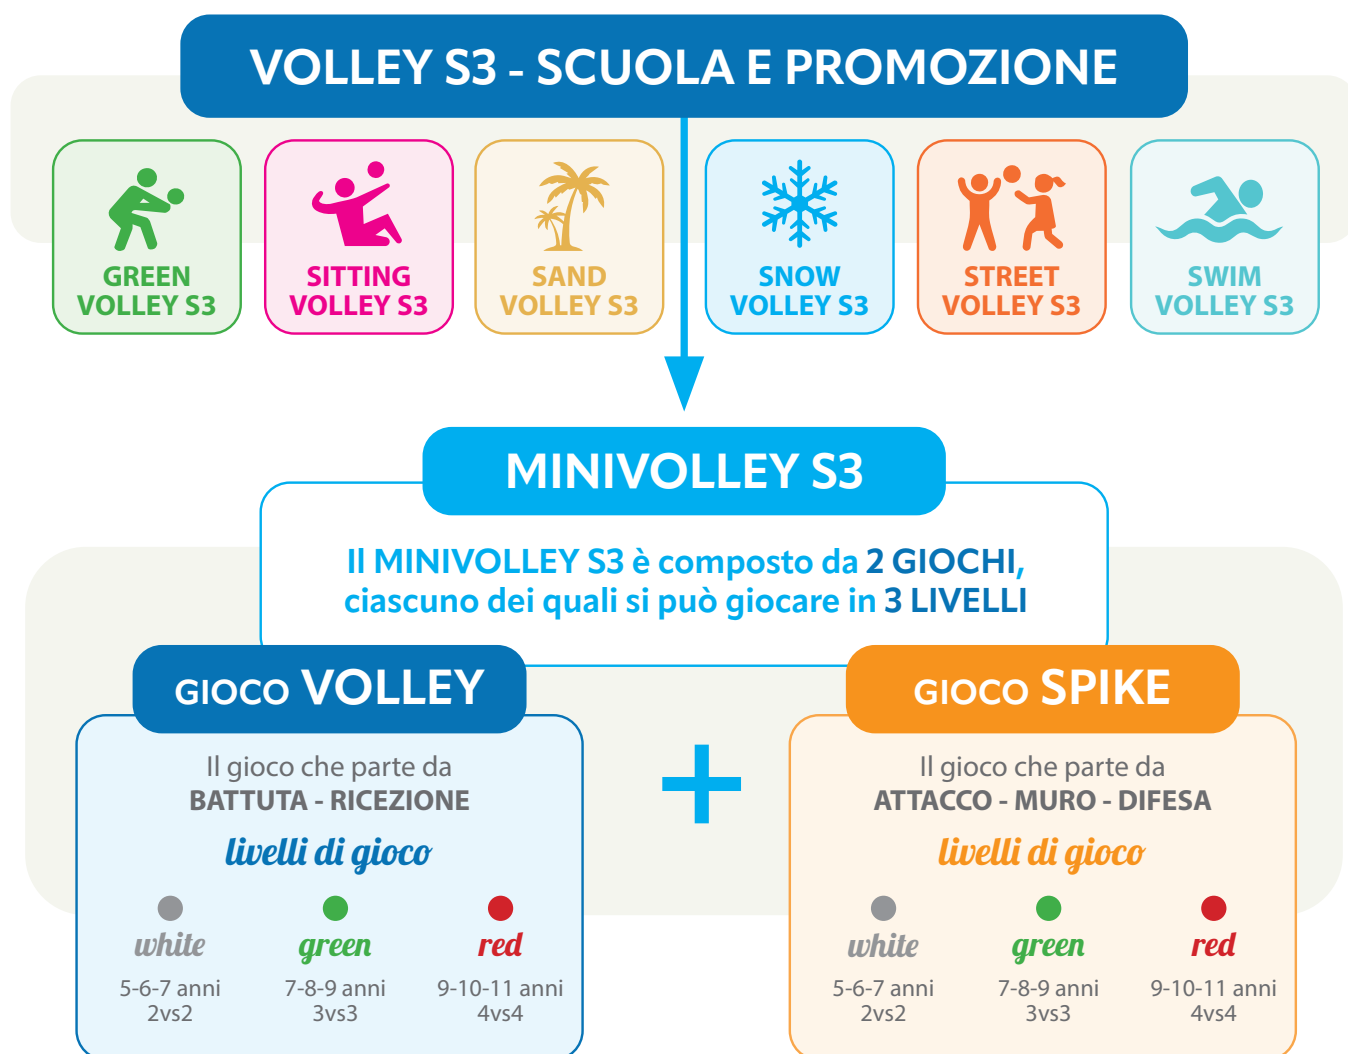 VOLLEY S3 - SCUOLA E PROMOZIONE
GREEN
VOLLEY S3
SITTING
VOLLEY S3
SAND
VOLLEY S3
SNOW
VOLLEY S3
STREET
VOLLEY S3
SWIM
VOLLEY S3
MINIVOLLEY S3
Il MINIVOLLEY S3 è composto da 2 GIOCHI,
ciascuno dei quali si può giocare in 3 LIVELLI
GIOCO VOLLEY
Il gioco che parte da
BATTUTA - RICEZIONE
livelli di gioco
white
5-6-7 anni
2vs2
green
7-8-9 anni
3vs3
red
9-10-11 anni
4vs4
+
GIOCO SPIKE
Il gioco che parte da
ATTACCO - MURO - DIFESA
livelli di gioco
white
5-6-7 anni
2vs2
green
7-8-9 anni
3vs3
red
9-10-11 anni
4vs4